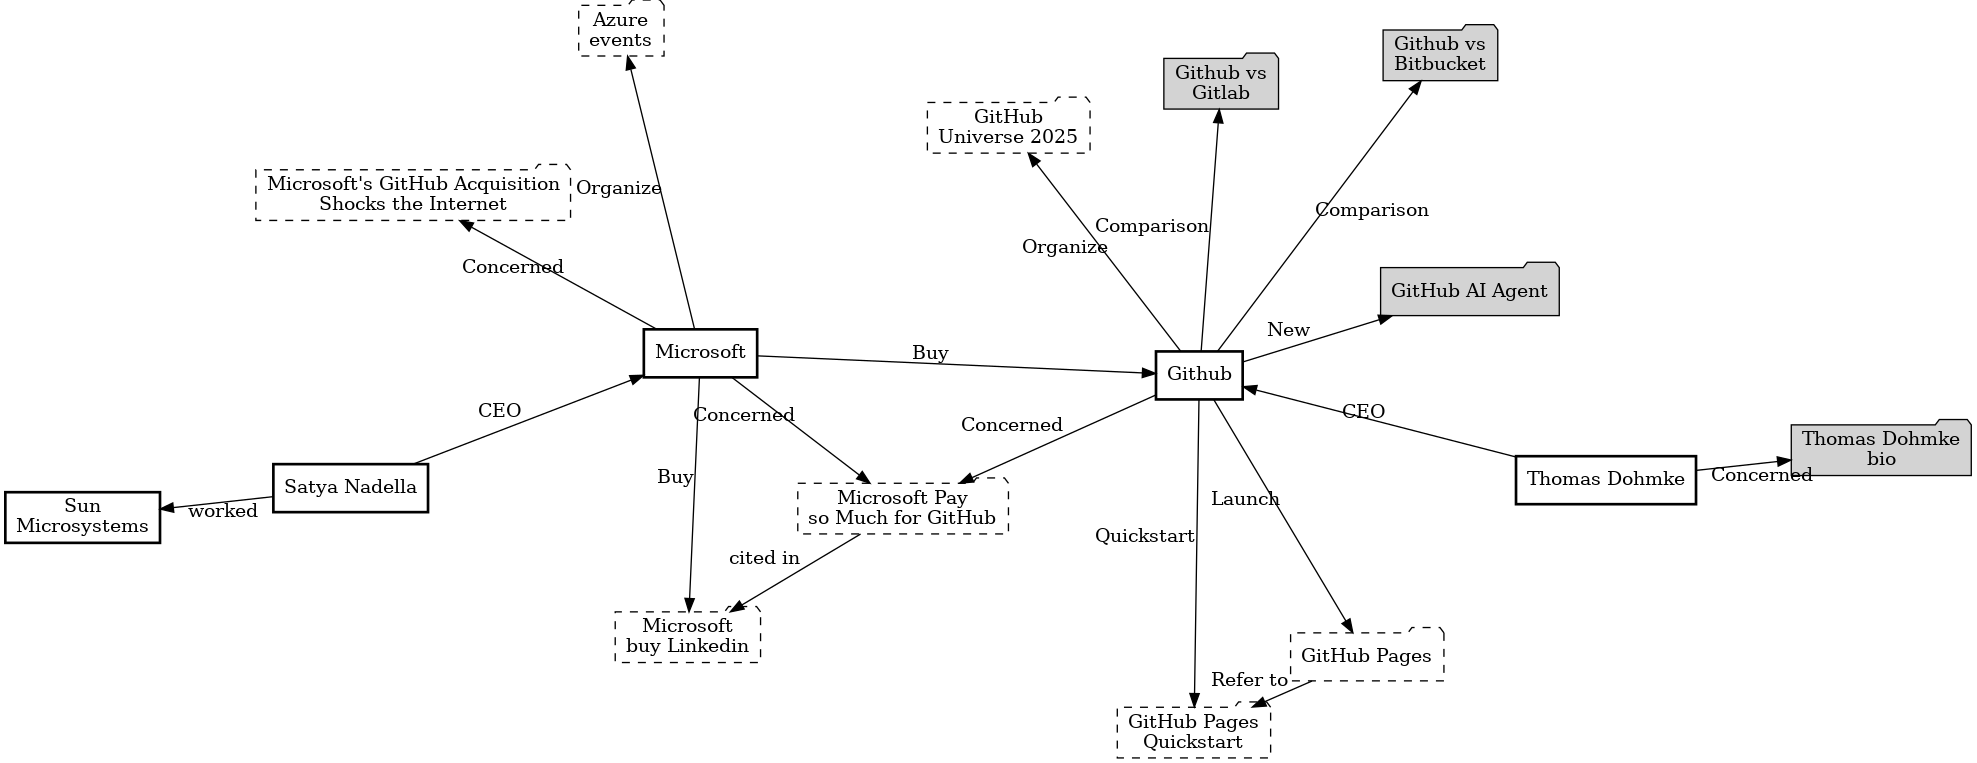 Azure
events
Github vs
Bitbucket
Github vs
Gitlab
GitHub
Universe 2025
Microsoft's GitHub Acquisition
Shocks the Internet
Organize
Comparison
Comparison
Organize
Concerned
GitHub AI Agent
New
Microsoft
Buy
Github
CEO
Concerned
Concerned
CEO
Thomas Dohmke
bio
Satya Nadella
Buy
Thomas Dohmke
Concerned
Sun
Microsystems
worked
Microsoft Pay
so Much for GitHub
Launch
Quickstart
cited in
Microsoft
buy Linkedin
GitHub Pages
Refer to
GitHub Pages
Quickstart